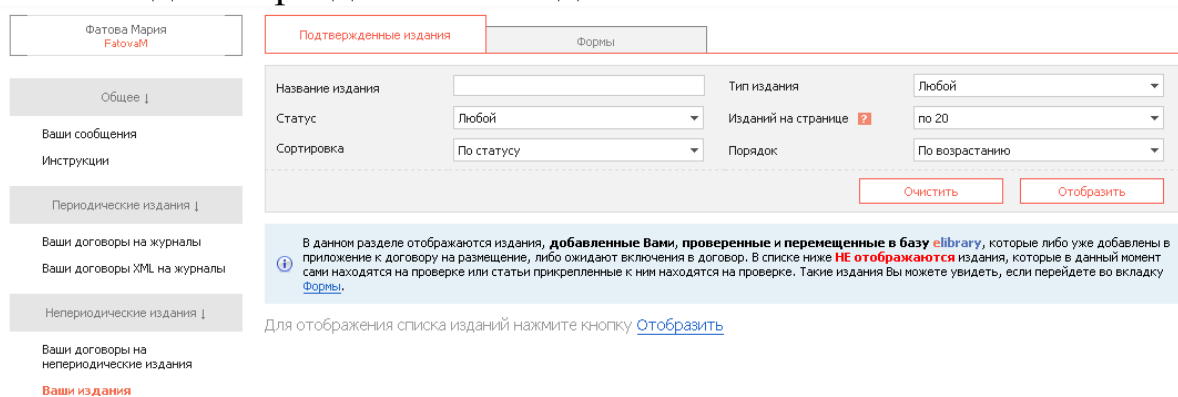 Фатова Мария
FatovaM
Подтвержденные издания
Формы
Общее ↓
Ваши сообщения
Инструкции
Периодические издания ↓
Ваши договоры на журналы
Ваши договоры XML на журналы
Непериодические издания ↓
Ваши договоры на
непериодические издания
Ваши издания
Название издания
Тип издания Любой
Статус Любой
Изданий на странице ? по 20
Сортировка По статусу
Порядок По возрастанию
Очистить Отобразить
В данном разделе отображаются издания, добавленные Вами, проверенные и перемещенные в базу elibrary, которые либо уже добавлены в
приложение к договору на размещение, либо ожидают включения в договор. В списке ниже НЕ отображаются издания, которые в данный момент
сами находятся на проверке или статьи прикрепленные к ним находятся на проверке. Такие издания Вы можете увидеть, если перейдете во вкладку
Формы.
Для отображения списка изданий нажмите кнопку Отобразить